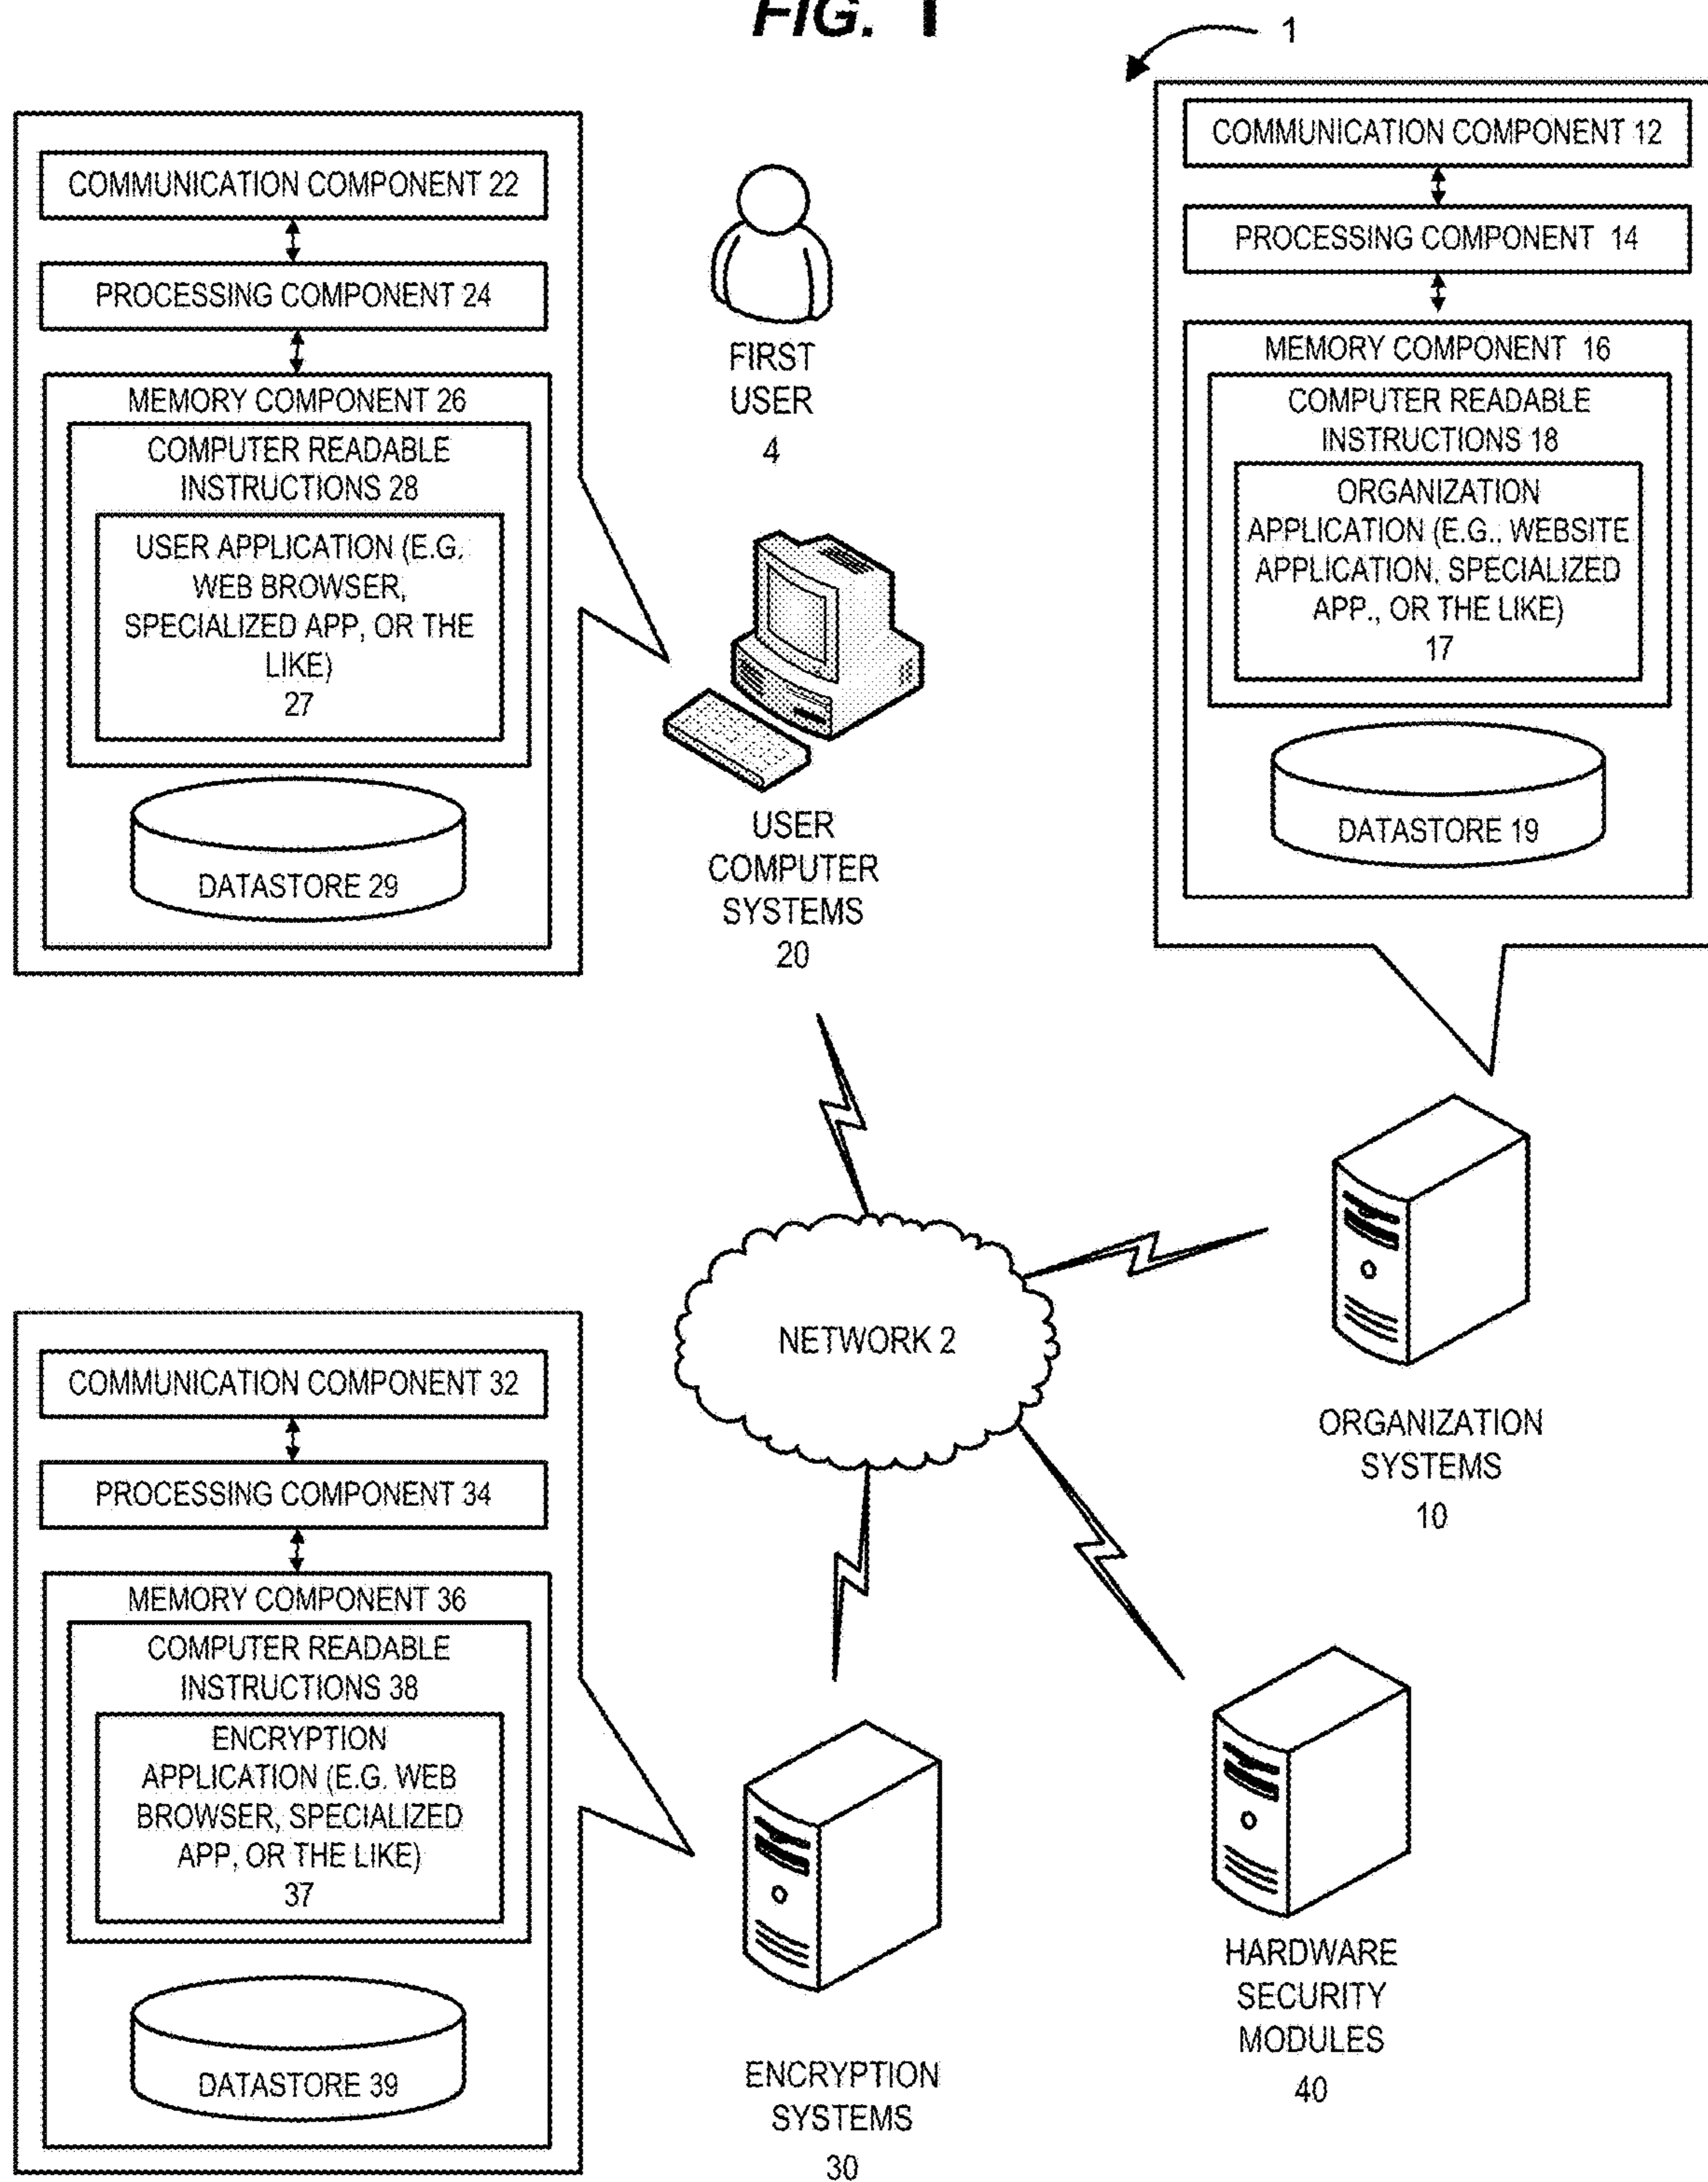 FIG. 1
1
COMMUNICATION COMPONENT 22
PROCESSING COMPONENT 24
MEMORY COMPONENT 26
COMPUTER READABLE
INSTRUCTIONS 28
USER APPLICATION (E.G.
WEB BROWSER,
SPECIALIZED APP, OR THE
LIKE)
27
DATASTORE 29
FIRST
USER
4
USER
COMPUTER
SYSTEMS
20
COMMUNICATION COMPONENT 12
PROCESSING COMPONENT 14
MEMORY COMPONENT 16
COMPUTER READABLE
INSTRUCTIONS 18
ORGANIZATION
APPLICATION (E.G.. WEBSITE
APPLICATION, SPECIALIZED
APP., OR THE LIKE)
17
DATASTORE 19
NETWORK 2
ORGANIZATION
SYSTEMS
10
COMMUNICATION COMPONENT 32
PROCESSING COMPONENT 34
MEMORY COMPONENT 36
COMPUTER READABLE
INSTRUCTIONS 38
ENCRYPTION
APPLICATION (E.G. WEB
BROWSER, SPECIALIZED
APP, OR THE LIKE)
37
DATASTORE 39
ENCRYPTION
SYSTEMS
30
HARDWARE
SECURITY
MODULES
40